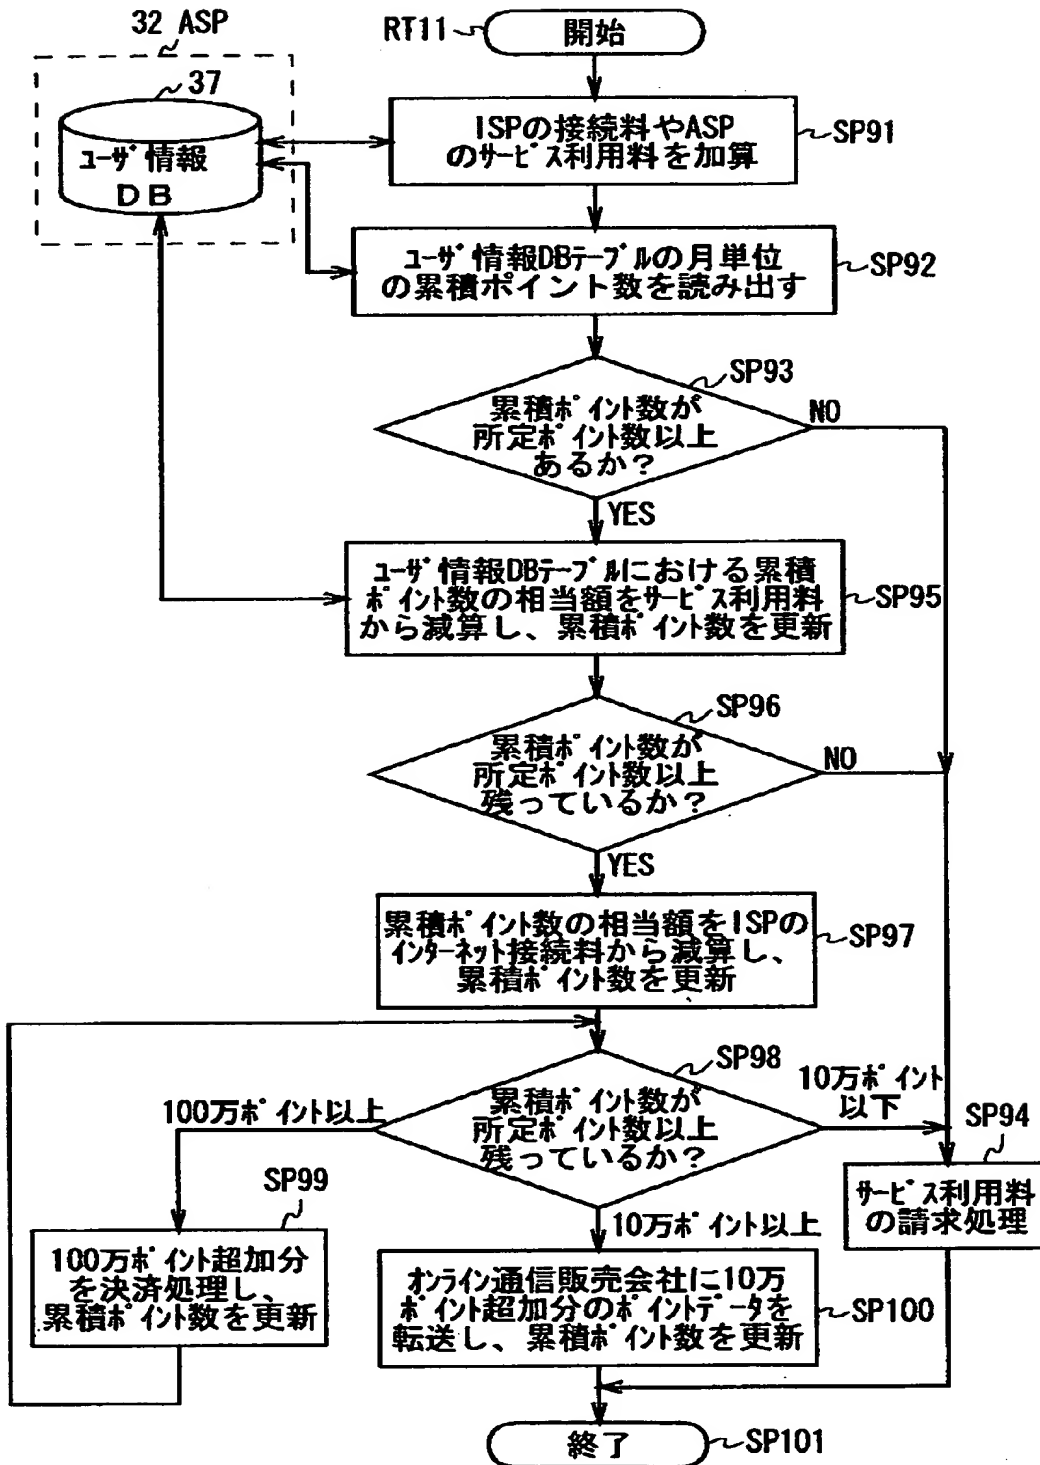 32 ASP
37
ユーザ情報
DB
RT11
開始
ISPの接続料やASP
のサービス利用料を加算
SP91
ユーザ情報DBテーブルの月単位
の累積ポイント数を読み出す
SP92
SP93
累積ポイント数が
所定ポイント数以上
あるか?
NO
YES
ユーザ情報DBテーブルにおける累積
ポイント数の相当額をサービス利用料
から減算し、累積ポイント数を更新
SP95
SP96
累積ポイント数が
所定ポイント数以上
残っているか?
NO
YES
累積ポイント数の相当額をISPの
インターネット接続料から減算し、
累積ポイント数を更新
SP97
SP98
累積ポイント数が
所定ポイント数以上
残っているか?
100万ポイント以上
10万ポイント
以下
SP94
サービス利用料
の請求処理
SP99
100万ポイント超加分
を決済処理し、
累積ポイント数を更新
10万ポイント以上
オンライン通信販売会社に10万
ポイント超加分のポイントデータを
転送し、累積ポイント数を更新
SP100
終了
SP101